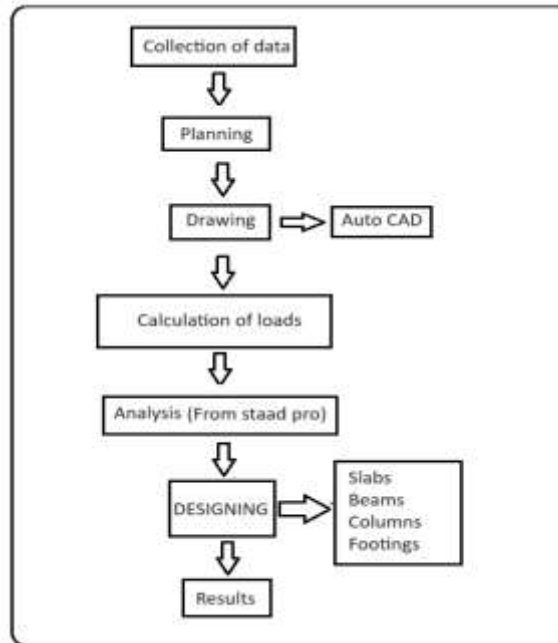 Collection of data
Planning
Drawing
Auto CAD
Calculation of loads
Analysis (From staad pro)
DESIGNING
Slabs
Beams
Columns
Footings
Results